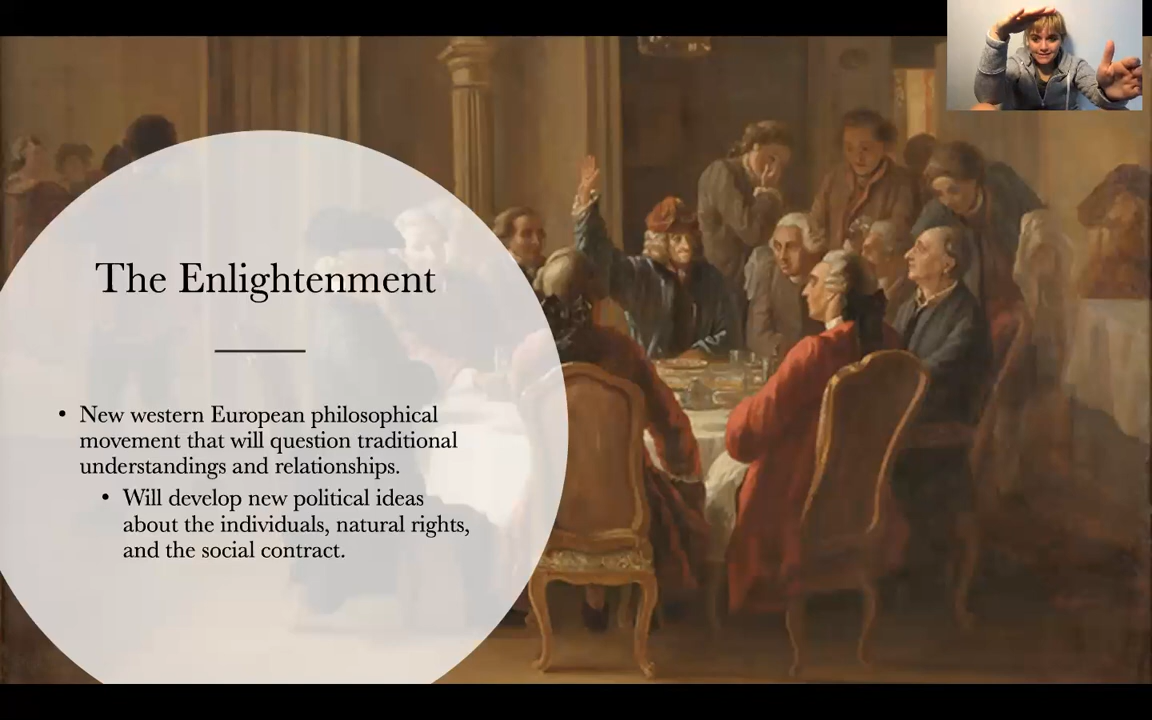 The Enlightenment
• New western European philosophical
movement that will question traditional
understandings and relationships.
• Will develop new political ideas
about the individuals, natural rights,
and the social contract.